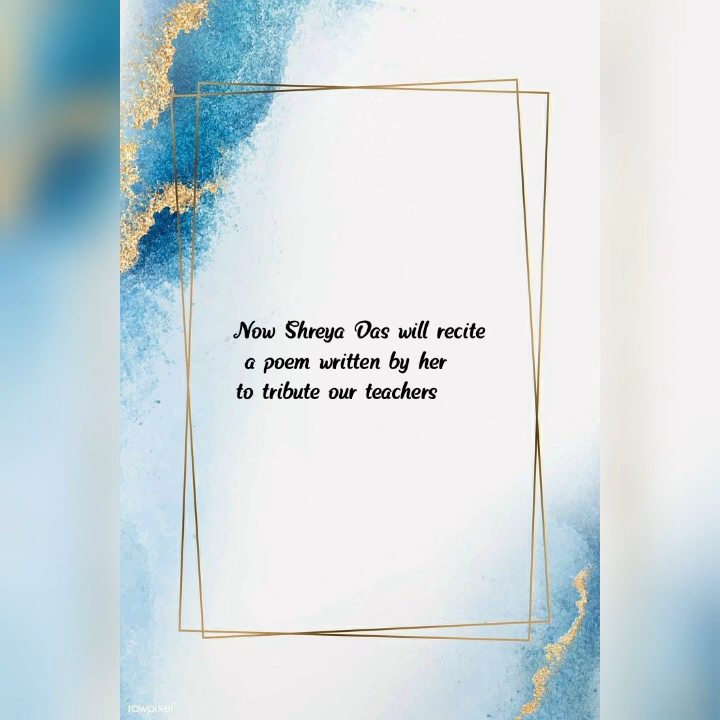 Now Shreya Das will recite
a poem written by her
to tribute our teachers
rawpixel